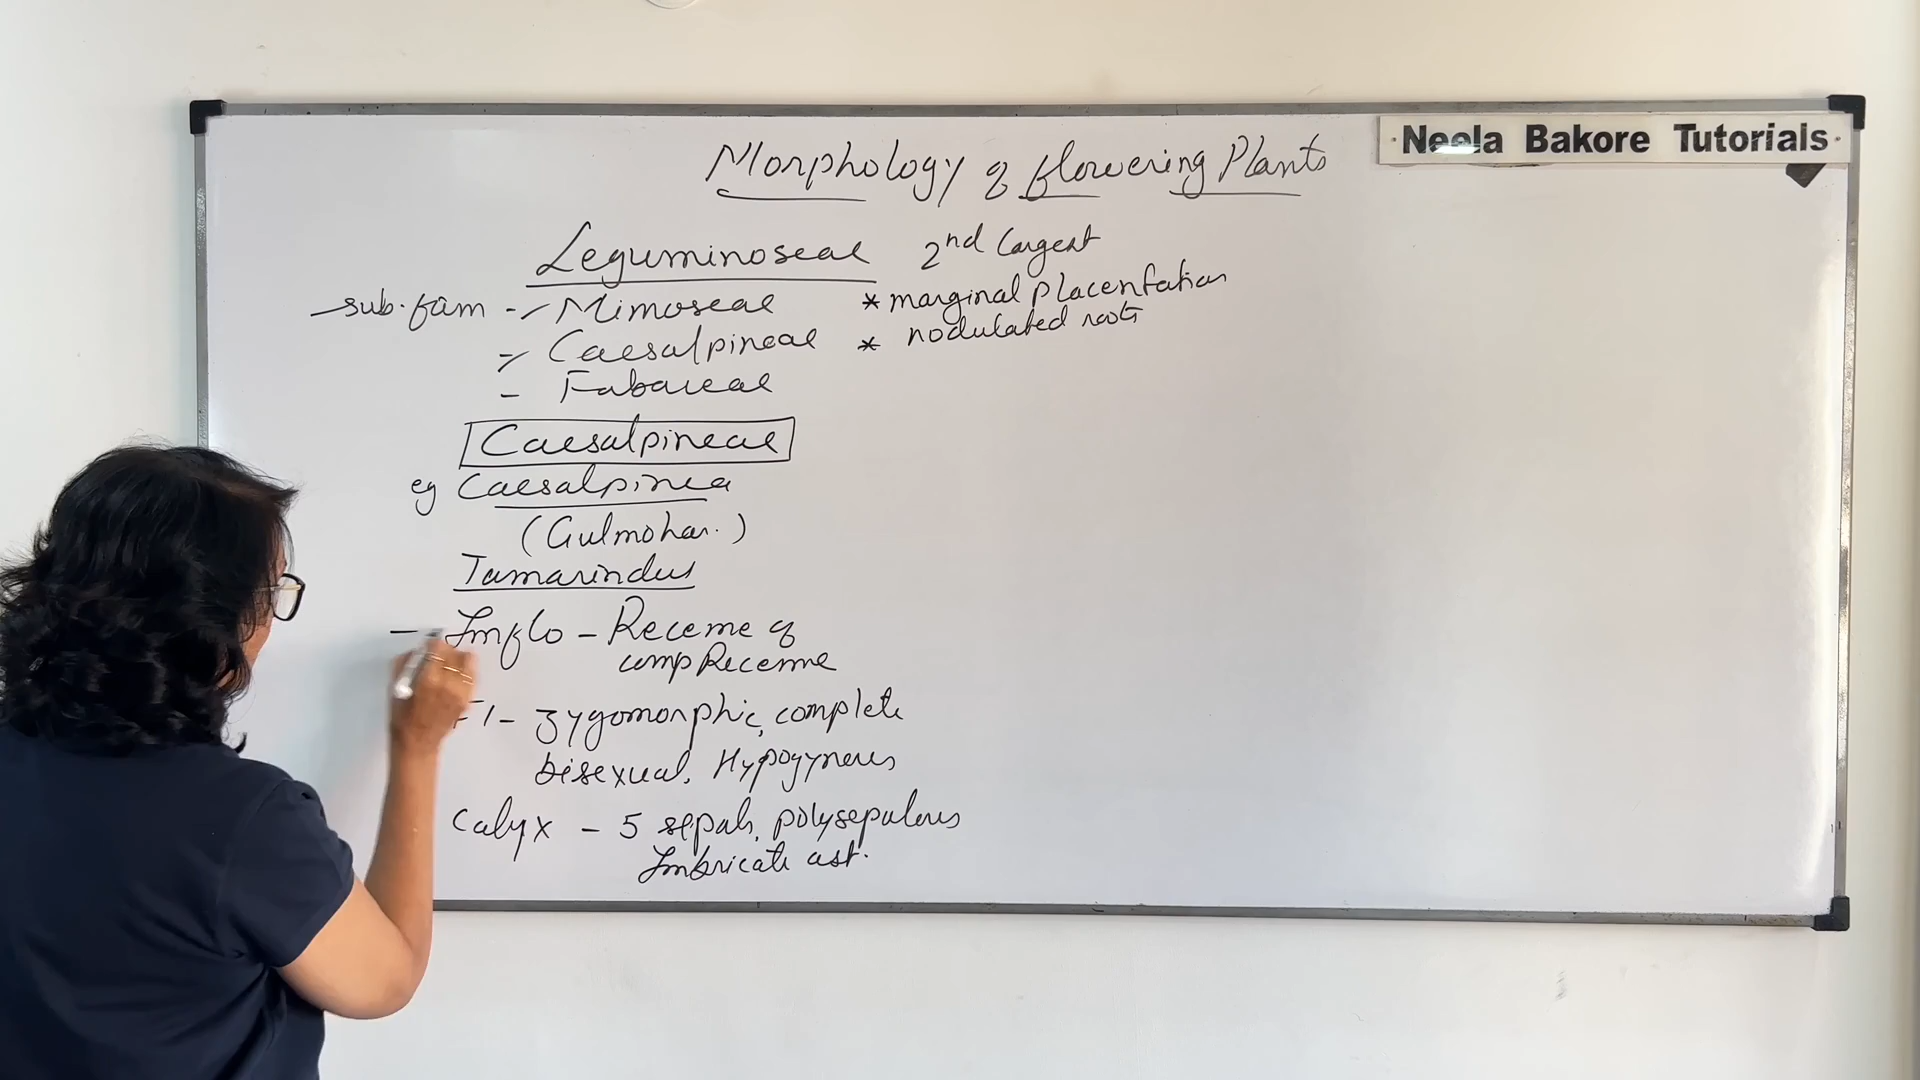 Neela Bakore Tutorials
Morphology of flowering Plants
Leguminoseae 2nd largest
sub. fam - Mimoseae * marginal placentation
- Caesalpineae * nodulated roots
- Fabaceae
Caesalpineae
eg Caesalpinea
(Gulmohar.)
Tamarindus
- Inflo - Receme of
comp Receme
Fl - zygomorphic, complete
bisexual, Hypogynous
Calyx - 5 sepals, polysepalous
Imbricate ast.